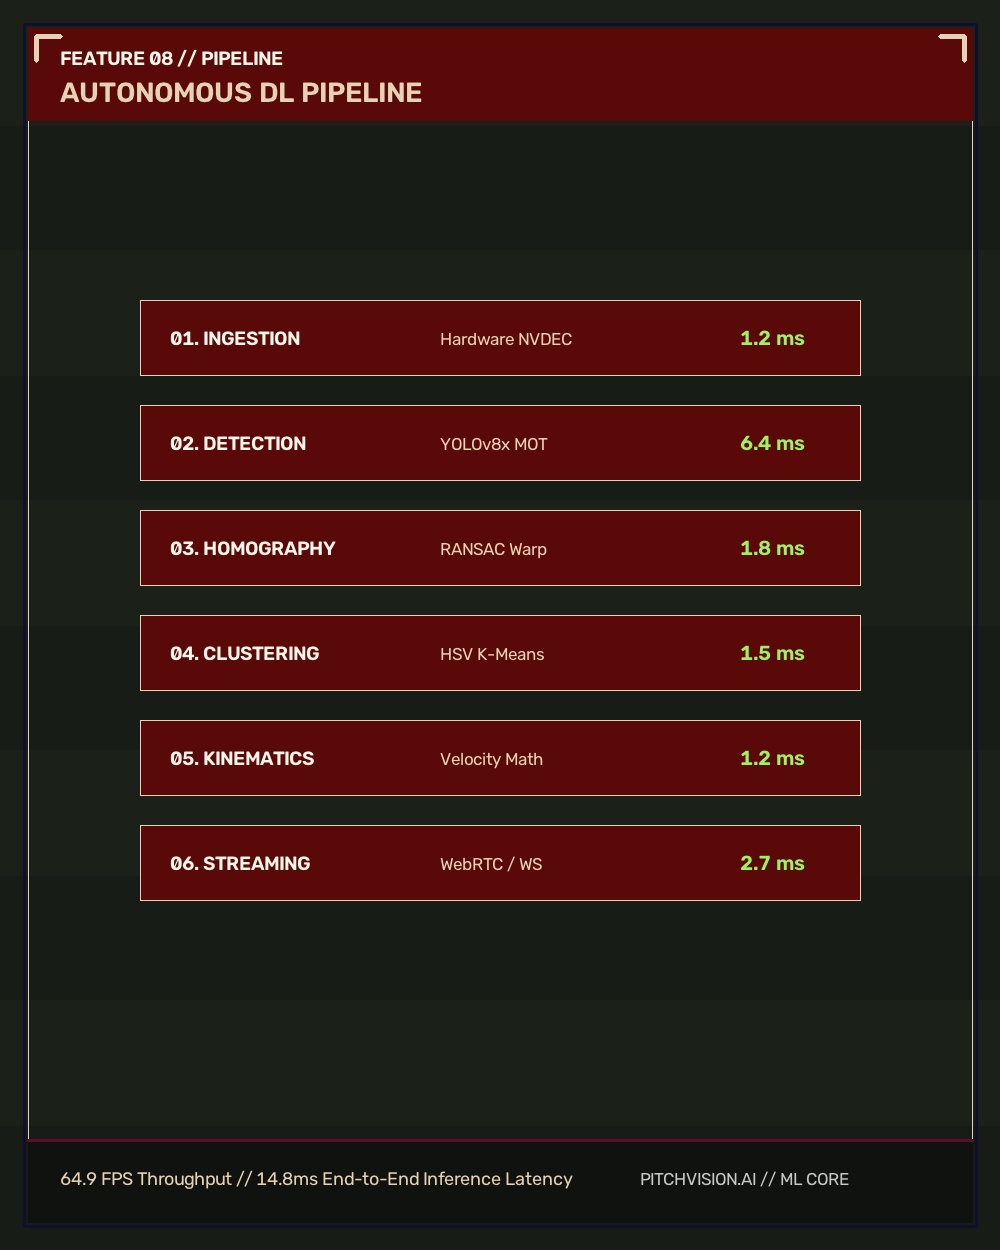 FEATURE 08 // PIPELINE
AUTONOMOUS DL PIPELINE
01. INGESTION Hardware NVDEC 1.2 ms
02. DETECTION YOLOv8x MOT 6.4 ms
03. HOMOGRAPHY RANSAC Warp 1.8 ms
04. CLUSTERING HSV K-Means 1.5 ms
05. KINEMATICS Velocity Math 1.2 ms
06. STREAMING WebRTC / WS 2.7 ms
64.9 FPS Throughput // 14.8ms End-to-End Inference Latency PITCHVISION.AI // ML CORE